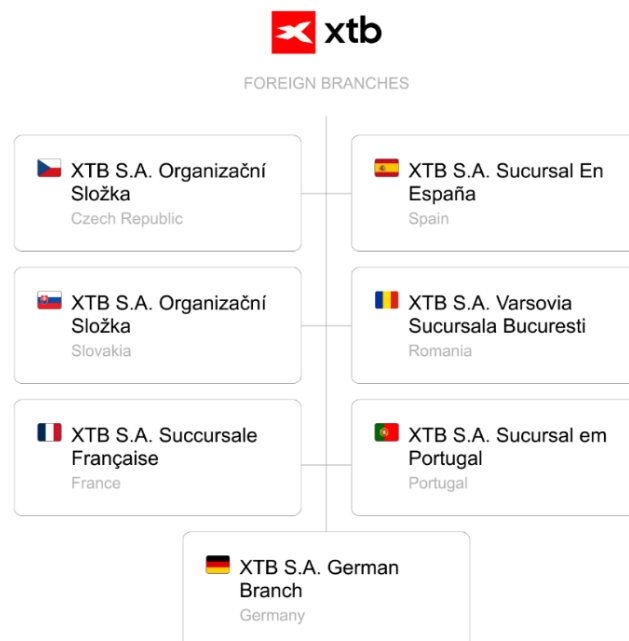 xtb
FOREIGN BRANCHES
XTB S.A. Organizační
Složka
Czech Republic
XTB S.A. Sucursal En
España
Spain
XTB S.A. Organizační
Složka
Slovakia
XTB S.A. Varsovia
Sucursala Bucuresti
Romania
XTB S.A. Succursale
Française
France
XTB S.A. Sucursal em
Portugal
Portugal
XTB S.A. German
Branch
Germany